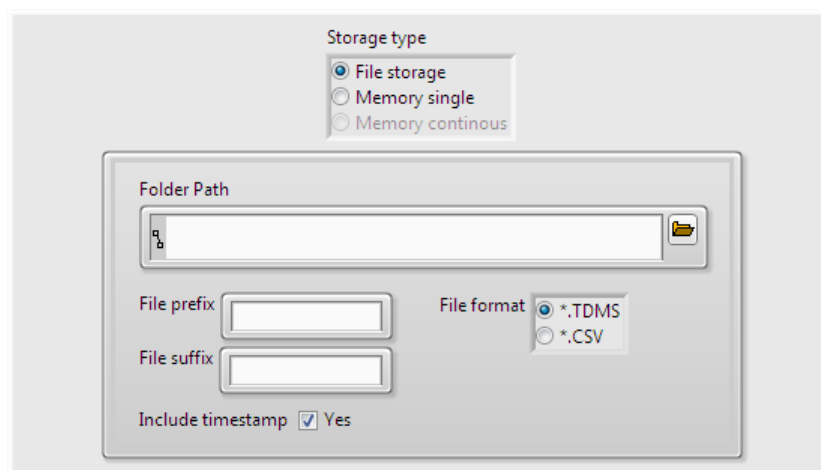 Storage type
File storage
Memory single
Memory continous
Folder Path
File prefix
File format
*.TDMS
*.CSV
File suffix
Include timestamp Yes